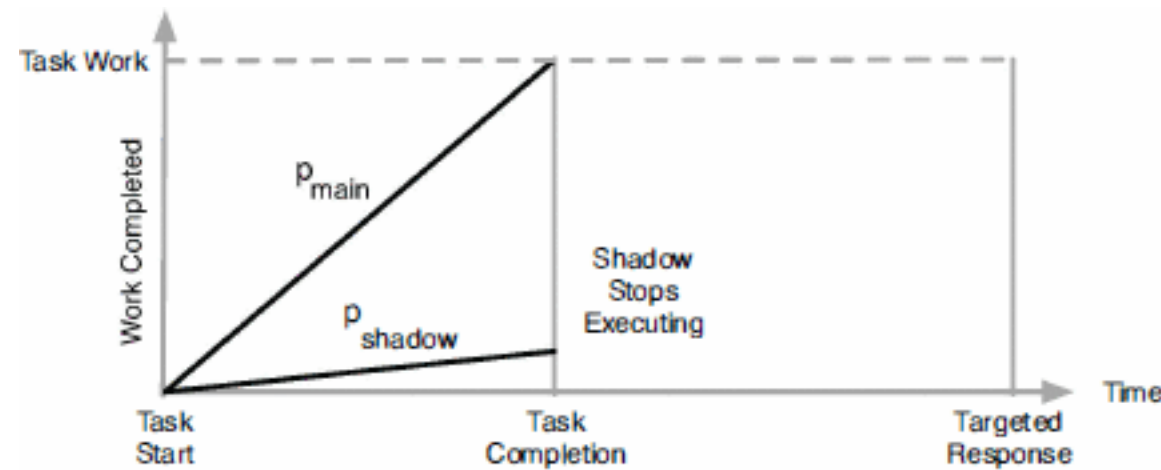 Task Work
Work Completed
p
main
p
shadow
Shadow
Stops
Executing
Time
Task
Start
Task
Completion
Targeted
Response